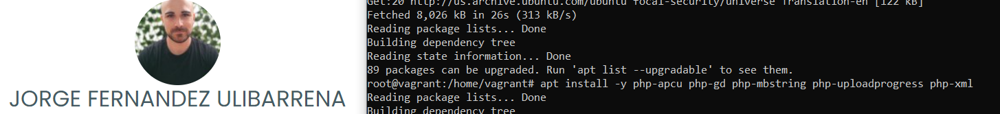 JORGE FERNANDEZ ULIBARRENA
Get:20 http://us.archive.ubuntu.com/ubuntu focal-security/universe Translation-en [122 kB]
Fetched 8,026 kB in 26s (313 kB/s)
Reading package lists... Done
Building dependency tree
Reading state information... Done
89 packages can be upgraded. Run 'apt list --upgradable' to see them.
root@vagrant:/home/vagrant# apt install -y php-apcu php-gd php-mbstring php-uploadprogress php-xml
Reading package lists... Done
Building dependency tree